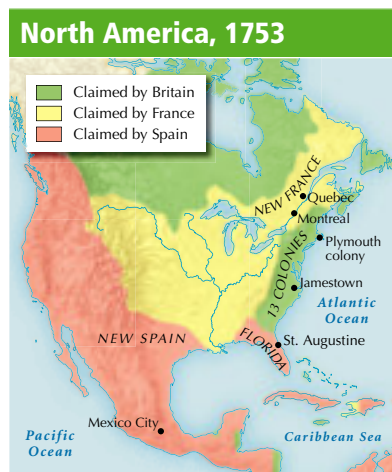 North America, 1753
Claimed by Britain
Claimed by France
Claimed by Spain
NEW FRANCE
Quebec
Montreal
13 COLONIES
Plymouth
colony
Jamestown
Atlantic
Ocean
NEW SPAIN
FLORIDA
St. Augustine
Mexico City
Pacific
Ocean
Caribbean Sea